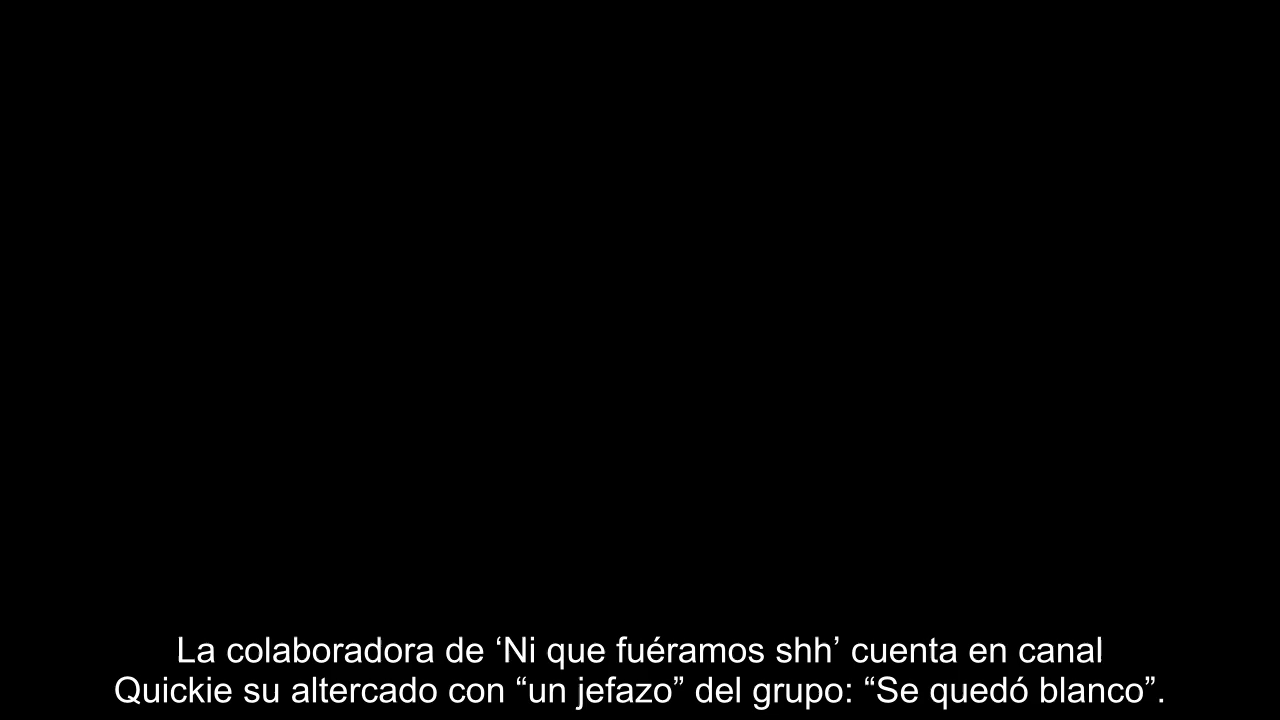 La colaboradora de ‘Ni que fuéramos shh’ cuenta en canal
Quickie su altercado con “un jefazo” del grupo: “Se quedó blanco”.